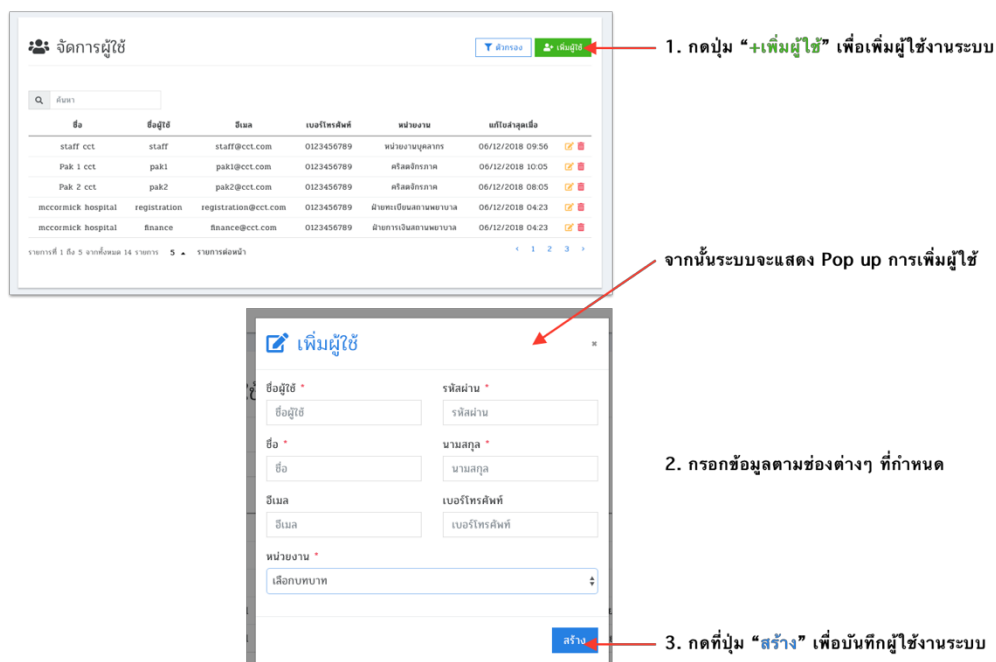 จัดการผู้ใช้
ตัวกรอง
เพิ่มผู้ใช้
1. กดปุ่ม “+เพิ่มผู้ใช้” เพื่อเพิ่มผู้ใช้งานระบบ
ค้นหา
ชื่อ ชื่อผู้ใช้ อีเมล เบอร์โทรศัพท์ หน่วยงาน แก้ไขล่าสุดเมื่อ
staff cct staff staff@cct.com 0123456789 หน่วยงานบุคลากร 06/12/2018 09:56
Pak 1 cct pak1 pak1@cct.com 0123456789 คริสตจักรภาค 06/12/2018 10:05
Pak 2 cct pak2 pak2@cct.com 0123456789 คริสตจักรภาค 06/12/2018 08:05
mccormick hospital registration registration@cct.com 0123456789 ฝ่ายทะเบียนสถานพยาบาล 06/12/2018 04:23
mccormick hospital finance finance@cct.com 0123456789 ฝ่ายการเงินสถานพยาบาล 06/12/2018 04:23
รายการที่ 1 ถึง 5 จากทั้งหมด 14 รายการ 5 รายการต่อหน้า ‹ 1 2 3 ›
จากนั้นระบบจะแสดง Pop up การเพิ่มผู้ใช้
เพิ่มผู้ใช้ ×
ชื่อผู้ใช้ * รหัสผ่าน *
ชื่อผู้ใช้ รหัสผ่าน
ชื่อ * นามสกุล *
ชื่อ นามสกุล
2. กรอกข้อมูลตามช่องต่างๆ ที่กำหนด
อีเมล เบอร์โทรศัพท์
อีเมล เบอร์โทรศัพท์
หน่วยงาน *
เลือกบทบาท
สร้าง
3. กดที่ปุ่ม “สร้าง” เพื่อบันทึกผู้ใช้งานระบบ